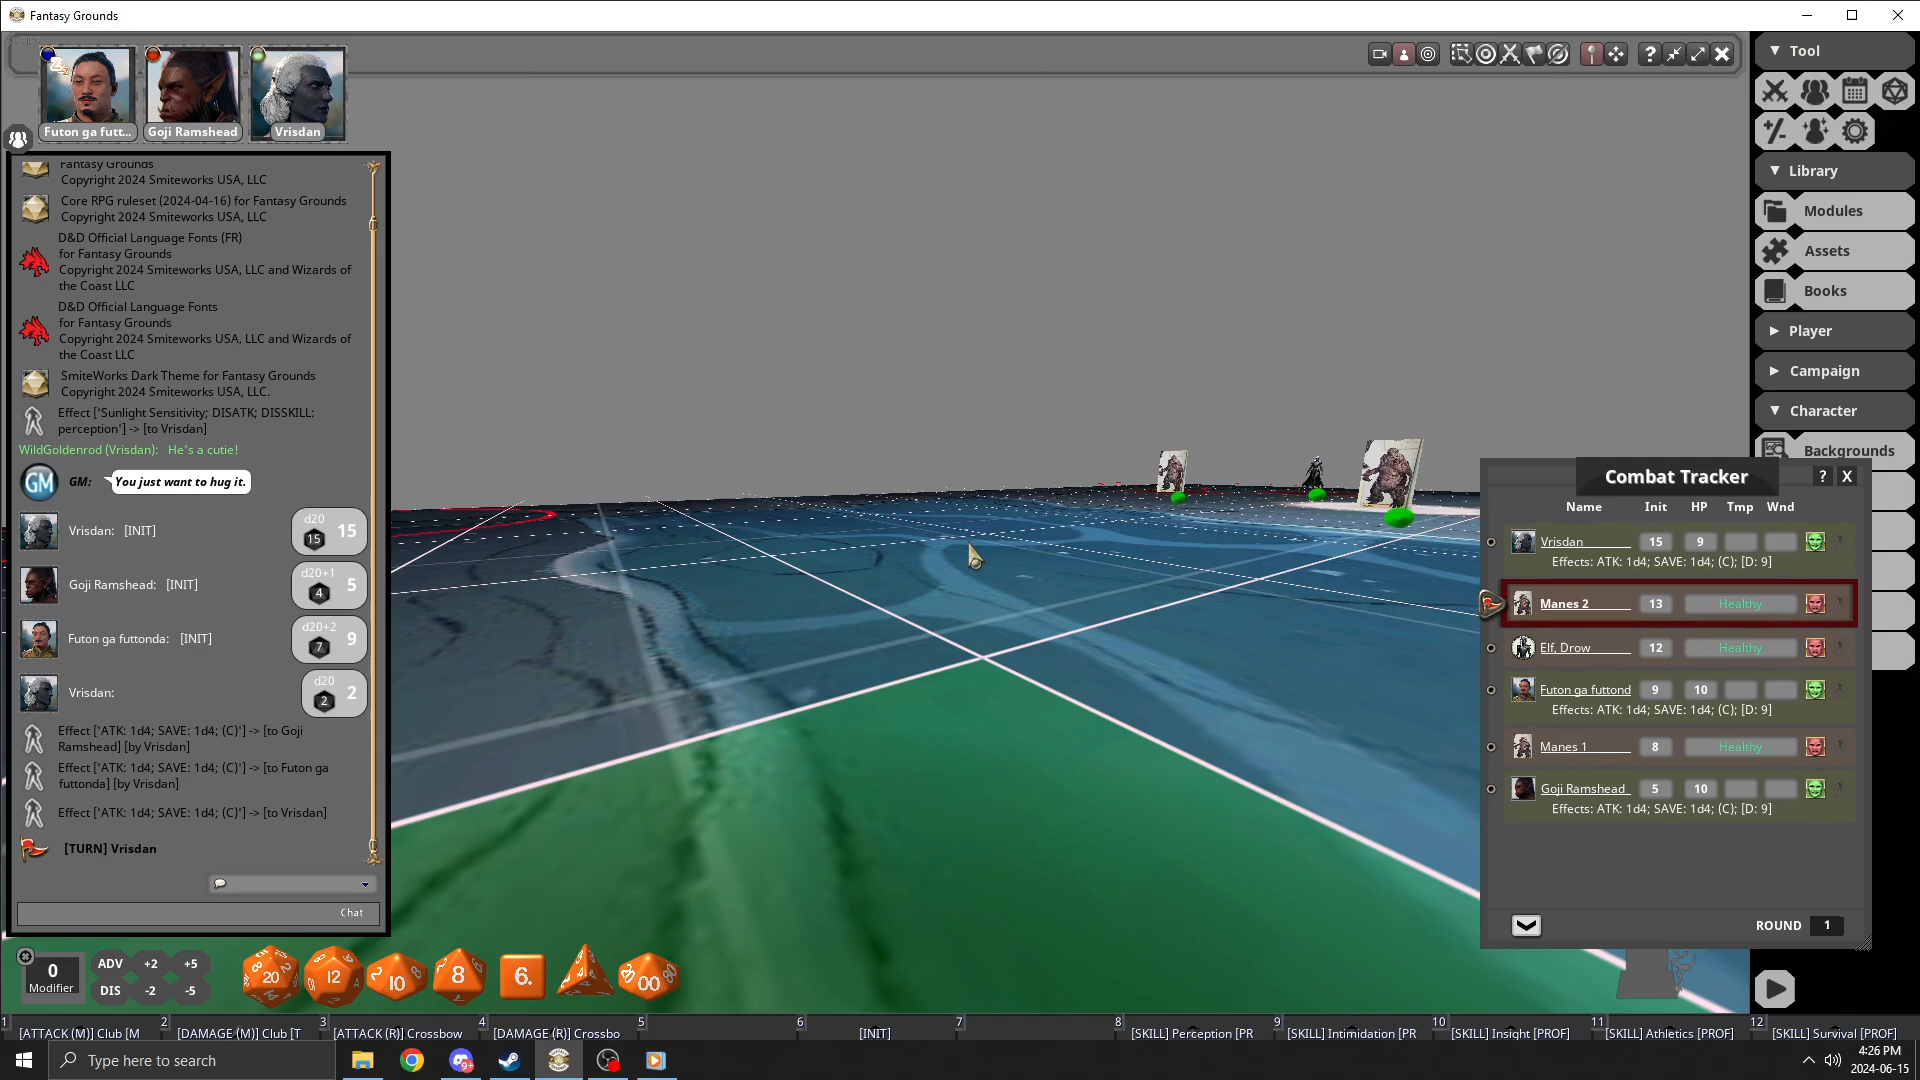 Fantasy Grounds
Futon ga futt...
Goji Ramshead
Vrisdan
Fantasy Grounds
Copyright 2024 Smiteworks USA, LLC
Core RPG ruleset (2024-04-16) for Fantasy Grounds
Copyright 2024 Smiteworks USA, LLC
D&D Official Language Fonts (FR)
for Fantasy Grounds
Copyright 2024 Smiteworks USA, LLC and Wizards of
the Coast LLC
D&D Official Language Fonts
for Fantasy Grounds
Copyright 2024 Smiteworks USA, LLC and Wizards of
the Coast LLC
SmiteWorks Dark Theme for Fantasy Grounds
Copyright 2024 Smiteworks USA, LLC.
Effect ['Sunlight Sensitivity; DISATK; DISSKILL:
perception'] -> [to Vrisdan]
WildGoldenrod (Vrisdan): He's a cutie!
GM GM: You just want to hug it.
Vrisdan: [INIT] d20 15 15
Goji Ramshead: [INIT] d20+1 4 5
Futon ga futtonda: [INIT] d20+2 7 9
Vrisdan: d20 2 2
Effect ['ATK: 1d4; SAVE: 1d4; (C)'] -> [to Goji
Ramshead] [by Vrisdan]
Effect ['ATK: 1d4; SAVE: 1d4; (C)'] -> [to Futon ga
futtonda] [by Vrisdan]
Effect ['ATK: 1d4; SAVE: 1d4; (C)'] -> [to Vrisdan]
[TURN] Vrisdan
Chat
0
Modifier
ADV +2 +5
DIS -2 -5
20 12 10 8 6. 00
Tool
Library
Modules
Assets
Books
Player
Campaign
Character
Backgrounds
Combat Tracker ? X
Name Init HP Tmp Wnd
Vrisdan 15 9
Effects: ATK: 1d4; SAVE: 1d4; (C); [D: 9]
Manes 2 13 Healthy
Elf, Drow 12 Healthy
Futon ga futtond 9 10
Effects: ATK: 1d4; SAVE: 1d4; (C); [D: 9]
Manes 1 8 Healthy
Goji Ramshead 5 10
Effects: ATK: 1d4; SAVE: 1d4; (C); [D: 9]
ROUND 1
1 2 3 4 5 6 7 8 9 10 11 12
[ATTACK (M)] Club [M [DAMAGE (M)] Club [T [ATTACK (R)] Crossbow [DAMAGE (R)] Crossbo [INIT] [SKILL] Perception [PR [SKILL] Intimidation [PR [SKILL] Insight [PROF] [SKILL] Athletics [PROF] [SKILL] Survival [PROF]
Type here to search
9+
4:26 PM
2024-06-15